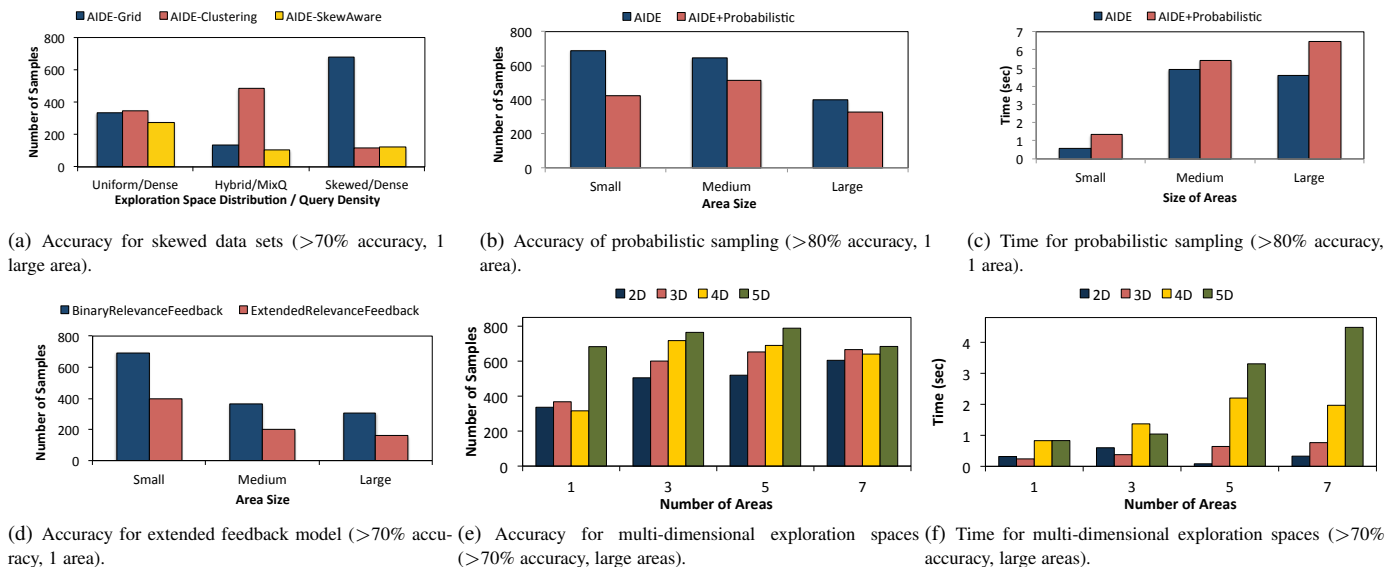 AIDE-Grid AIDE-Clustering AIDE-SkewAware
Number of Samples
800
600
400
200
0
Uniform/Dense Hybrid/MixQ Skewed/Dense
Exploration Space Distribution / Query Density
(a) Accuracy for skewed data sets (>70% accuracy, 1
large area).
AIDE AIDE+Probabilistic
Number of Samples
800
600
400
200
0
Small Medium Large
Area Size
(b) Accuracy of probabilistic sampling (>80% accuracy, 1
area).
AIDE AIDE+Probabilistic
Time (sec)
7
6
5
4
3
2
1
0
Small Medium Large
Size of Areas
(c) Time for probabilistic sampling (>80% accuracy,
1 area).
BinaryRelevanceFeedback ExtendedRelevanceFeedback
Number of Samples
800
600
400
200
0
Small Medium Large
Area Size
(d) Accuracy for extended feedback model (>70% accu-
racy, 1 area).
2D 3D 4D 5D
Number of Samples
800
600
400
200
0
1 3 5 7
Number of Areas
(e) Accuracy for multi-dimensional exploration spaces
(>70% accuracy, large areas).
2D 3D 4D 5D
Time (sec)
4
3
2
1
0
1 3 5 7
Number of Areas
(f) Time for multi-dimensional exploration spaces (>70%
accuracy, large areas).